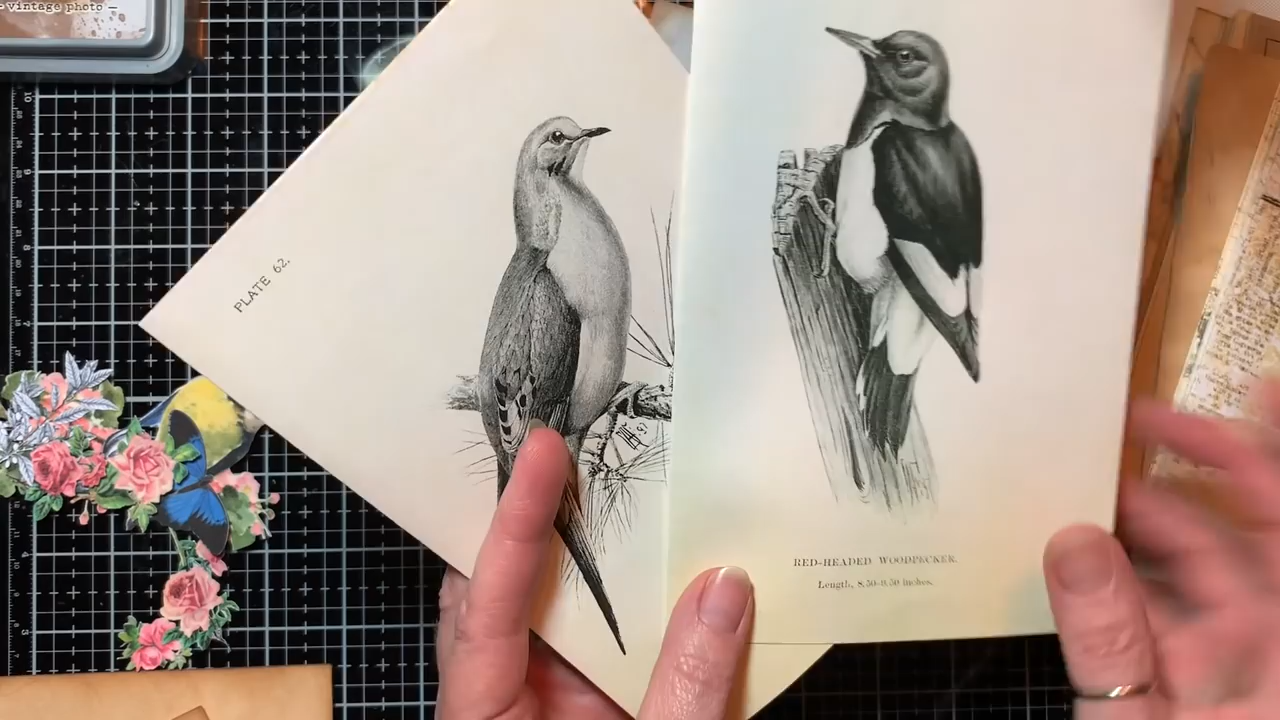 - vintage photo -
PLATE 62.
RED-HEADED WOODPECKER.
Length, 8.50-9.50 inches.